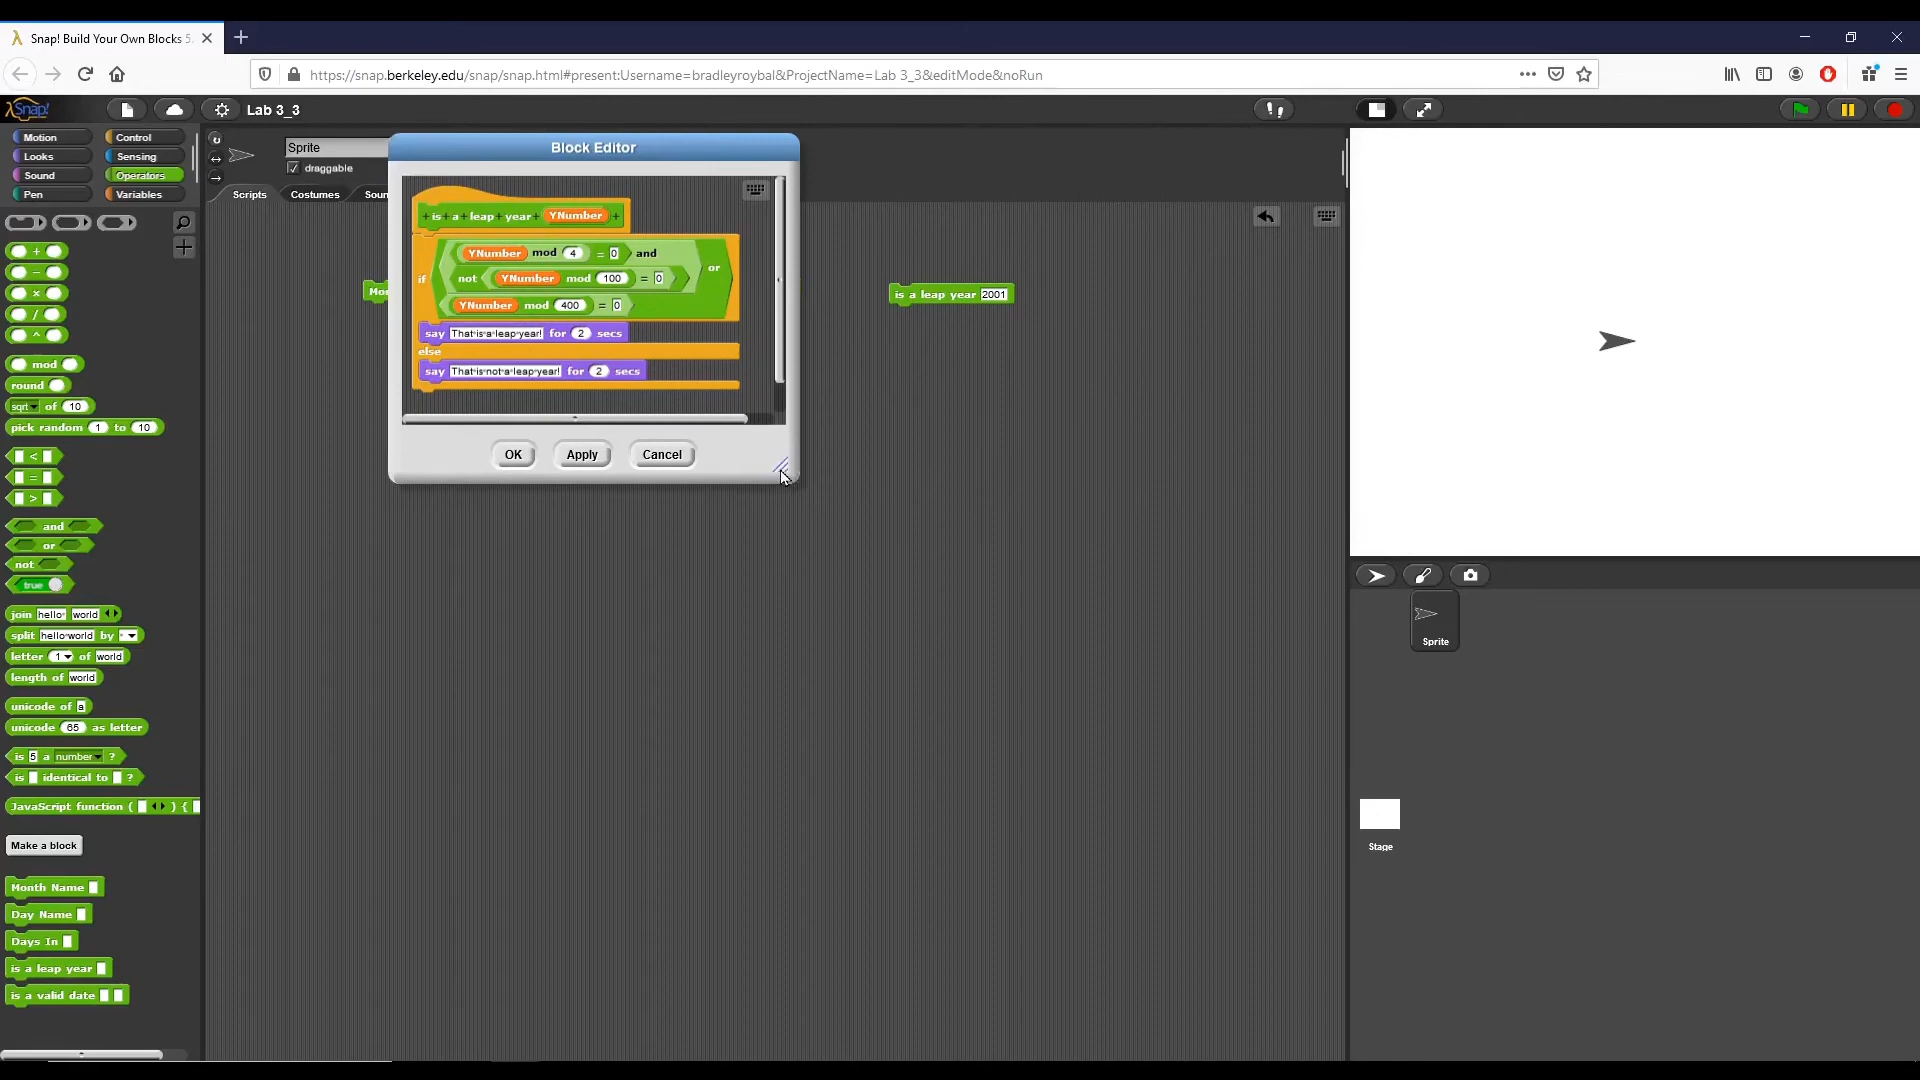 Snap! Build Your Own Blocks 5.
https://snap.berkeley.edu/snap/snap.html#present:Username=bradleyroybal&ProjectName=Lab 3_3&editMode&noRun
Snap!
Lab 3_3
Motion
Control
Looks
Sensing
Sound
Operators
Pen
Variables
Sprite
draggable
Scripts
Costumes
Soun
+
−
×
/
^
mod
round
sqrt of 10
pick random 1 to 10
<
=
>
and
or
not
true
join hello world
split hello world by
letter 1 of world
length of world
unicode of a
unicode 65 as letter
is 5 a number ?
is identical to ?
JavaScript function ( ) {
Make a block
Month Name
Day Name
Days In
is a leap year
is a valid date
Block Editor
+ is + a + leap + year + YNumber +
if
YNumber mod 4 = 0 and
not YNumber mod 100 = 0
or
YNumber mod 400 = 0
say That is a leap year! for 2 secs
else
say That is not a leap year! for 2 secs
OK
Apply
Cancel
Mon
is a leap year 2001
Sprite
Stage